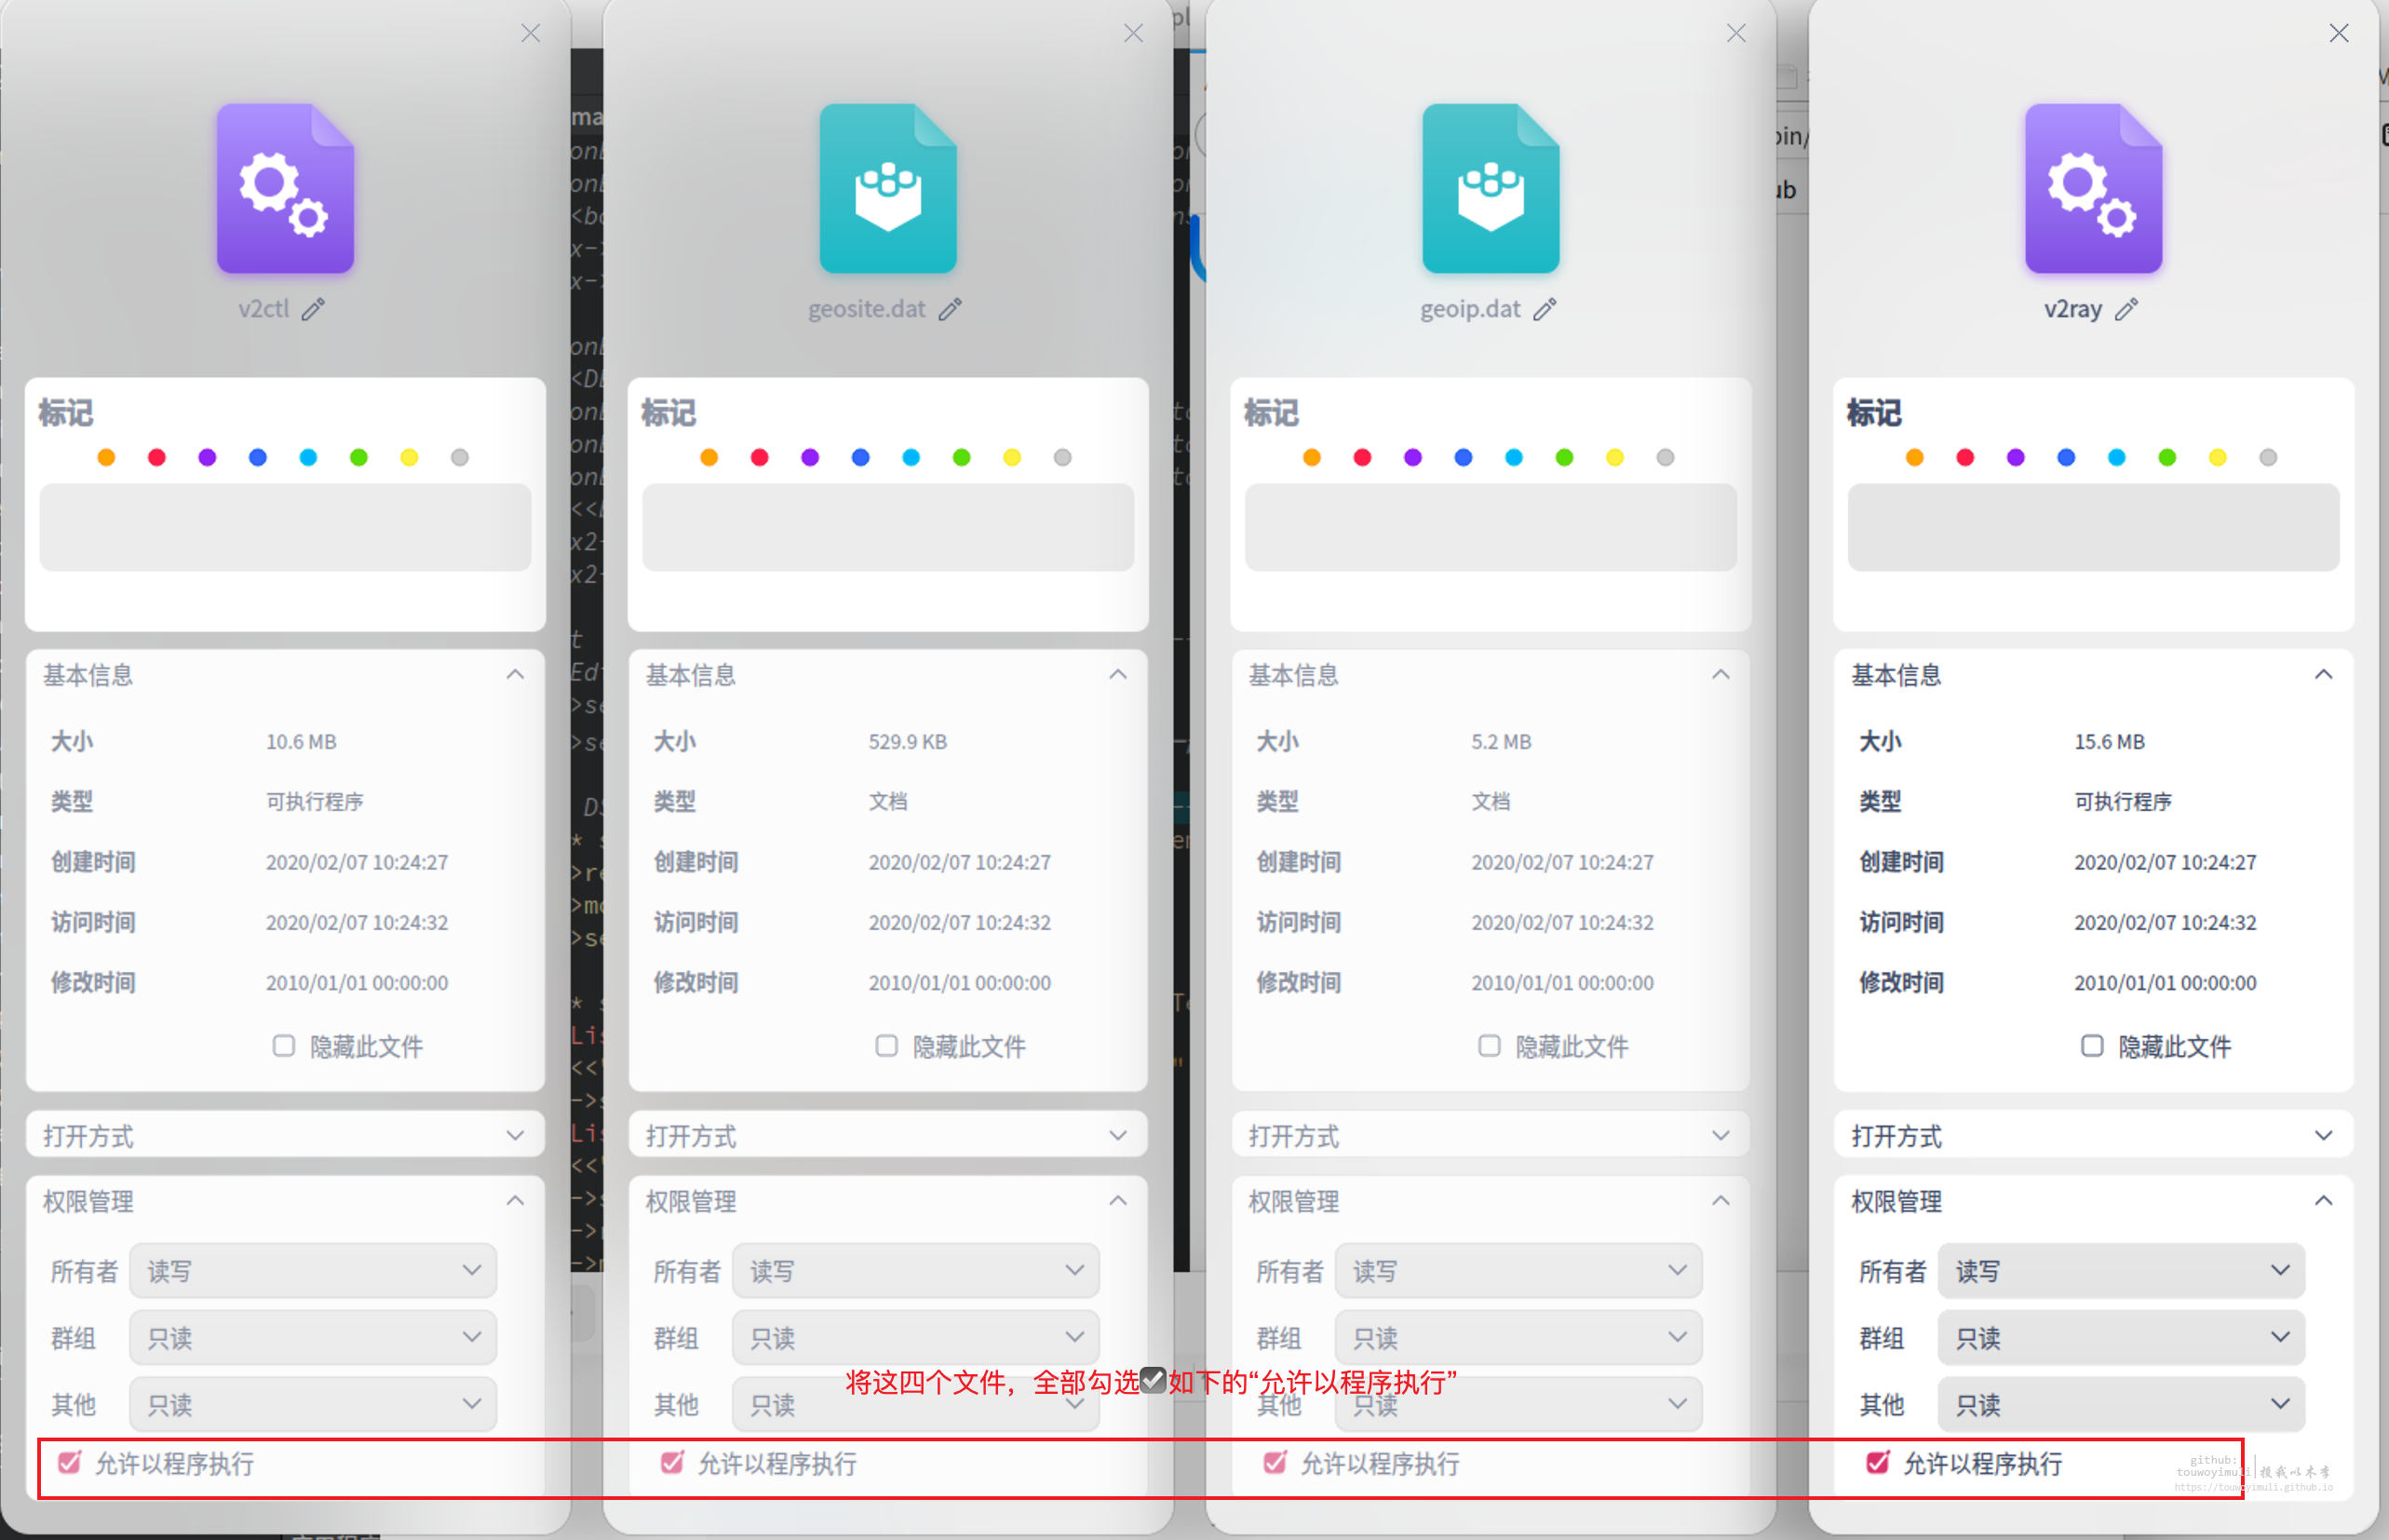 v2ctl
标记
基本信息
大小 10.6 MB
类型 可执行程序
创建时间 2020/02/07 10:24:27
访问时间 2020/02/07 10:24:32
修改时间 2010/01/01 00:00:00
隐藏此文件
打开方式
权限管理
所有者 读写
群组 只读
其他 只读
允许以程序执行
geosite.dat
标记
基本信息
大小 529.9 KB
类型 文档
创建时间 2020/02/07 10:24:27
访问时间 2020/02/07 10:24:32
修改时间 2010/01/01 00:00:00
隐藏此文件
打开方式
权限管理
所有者 读写
群组 只读
其他 只读
允许以程序执行
geoip.dat
标记
基本信息
大小 5.2 MB
类型 文档
创建时间 2020/02/07 10:24:27
访问时间 2020/02/07 10:24:32
修改时间 2010/01/01 00:00:00
隐藏此文件
打开方式
权限管理
所有者 读写
群组 只读
其他 只读
允许以程序执行
v2ray
标记
基本信息
大小 15.6 MB
类型 可执行程序
创建时间 2020/02/07 10:24:27
访问时间 2020/02/07 10:24:32
修改时间 2010/01/01 00:00:00
隐藏此文件
打开方式
权限管理
所有者 读写
群组 只读
其他 只读
允许以程序执行
将这四个文件，全部勾选☑如下的“允许以程序执行”
github:
touwoyimuli|投我以木李
https://touwoyimuli.github.io